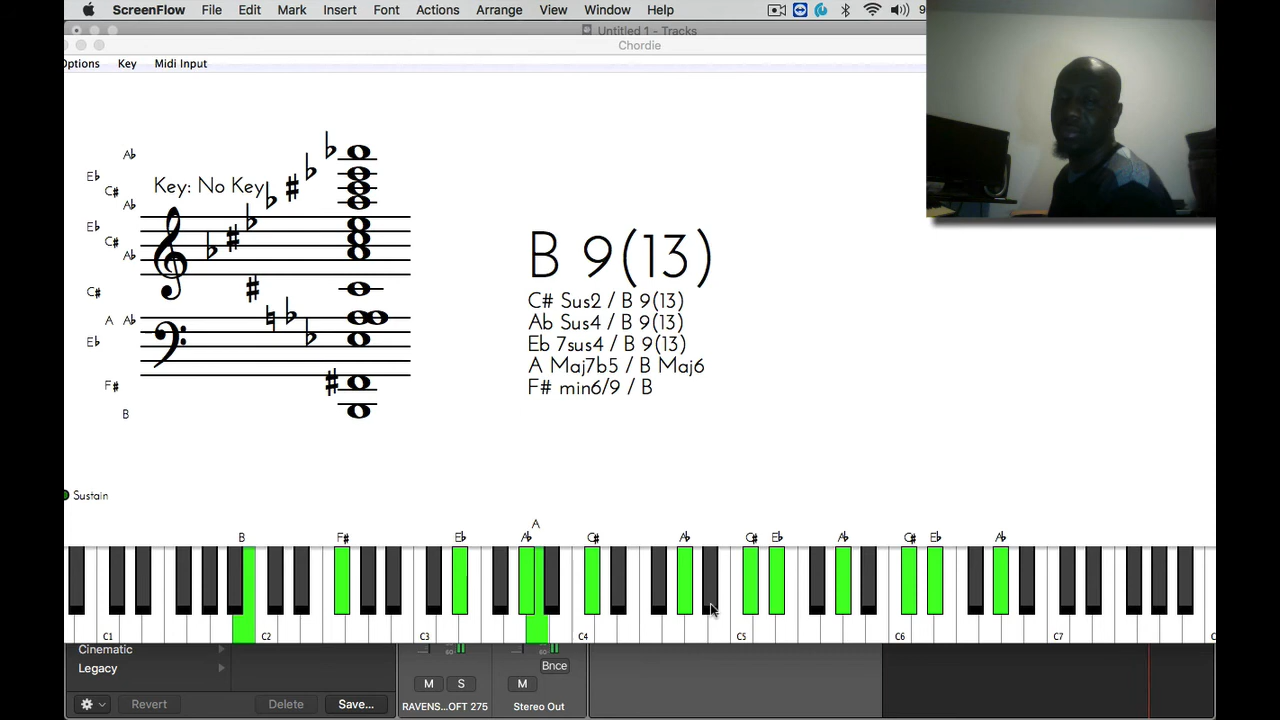 ScreenFlow File Edit Mark Insert Font Actions Arrange View Window Help 9
Untitled 1 - Tracks
Chordie
Options Key Midi Input
Ab
Eb
C#
Key: No Key
Ab
Eb
C#
Ab
C#
A Ab
Eb
F#
B
B 9(13)
C# Sus2 / B 9(13)
Ab Sus4 / B 9(13)
Eb 7sus4 / B 9(13)
A Maj7b5 / B Maj6
F# min6/9 / B
Sustain
A
B F# Eb Ab C# Ab C# Eb Ab C# Eb Ab
C1 C2 C3 C4 C5 C6 C7 C
Cinematic
Legacy
60 60
Bnce
M S M
Revert Delete Save...
RAVENS...OFT 275 Stereo Out